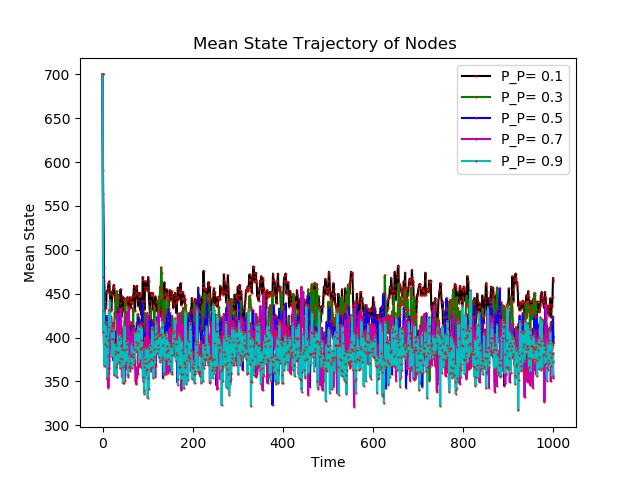 Mean State Trajectory of Nodes
700
650
600
550
500
450
400
350
300
Mean State
P_P= 0.1
P_P= 0.3
P_P= 0.5
P_P= 0.7
P_P= 0.9
0
200
400
600
800
1000
Time